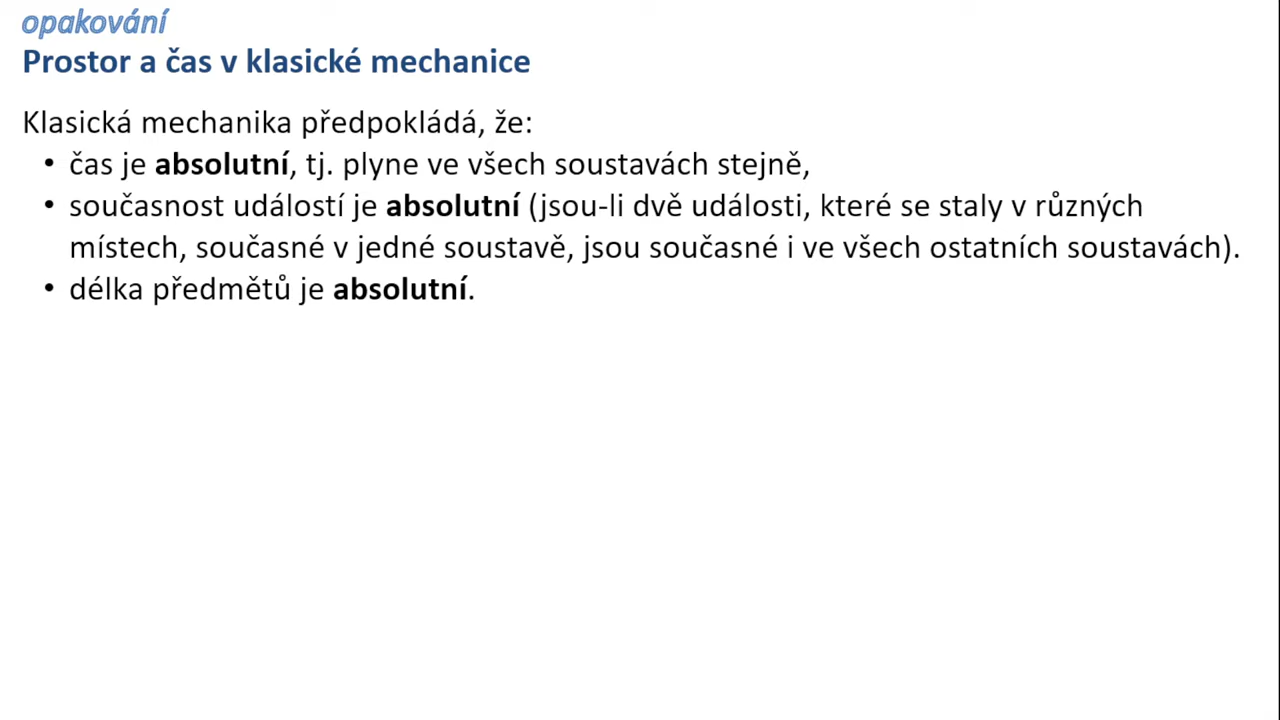 opakování
Prostor a čas v klasické mechanice
Klasická mechanika předpokládá, že:
• čas je absolutní, tj. plyne ve všech soustavách stejně,
• současnost událostí je absolutní (jsou-li dvě události, které se staly v různých
místech, současné v jedné soustavě, jsou současné i ve všech ostatních soustavách).
• délka předmětů je absolutní.